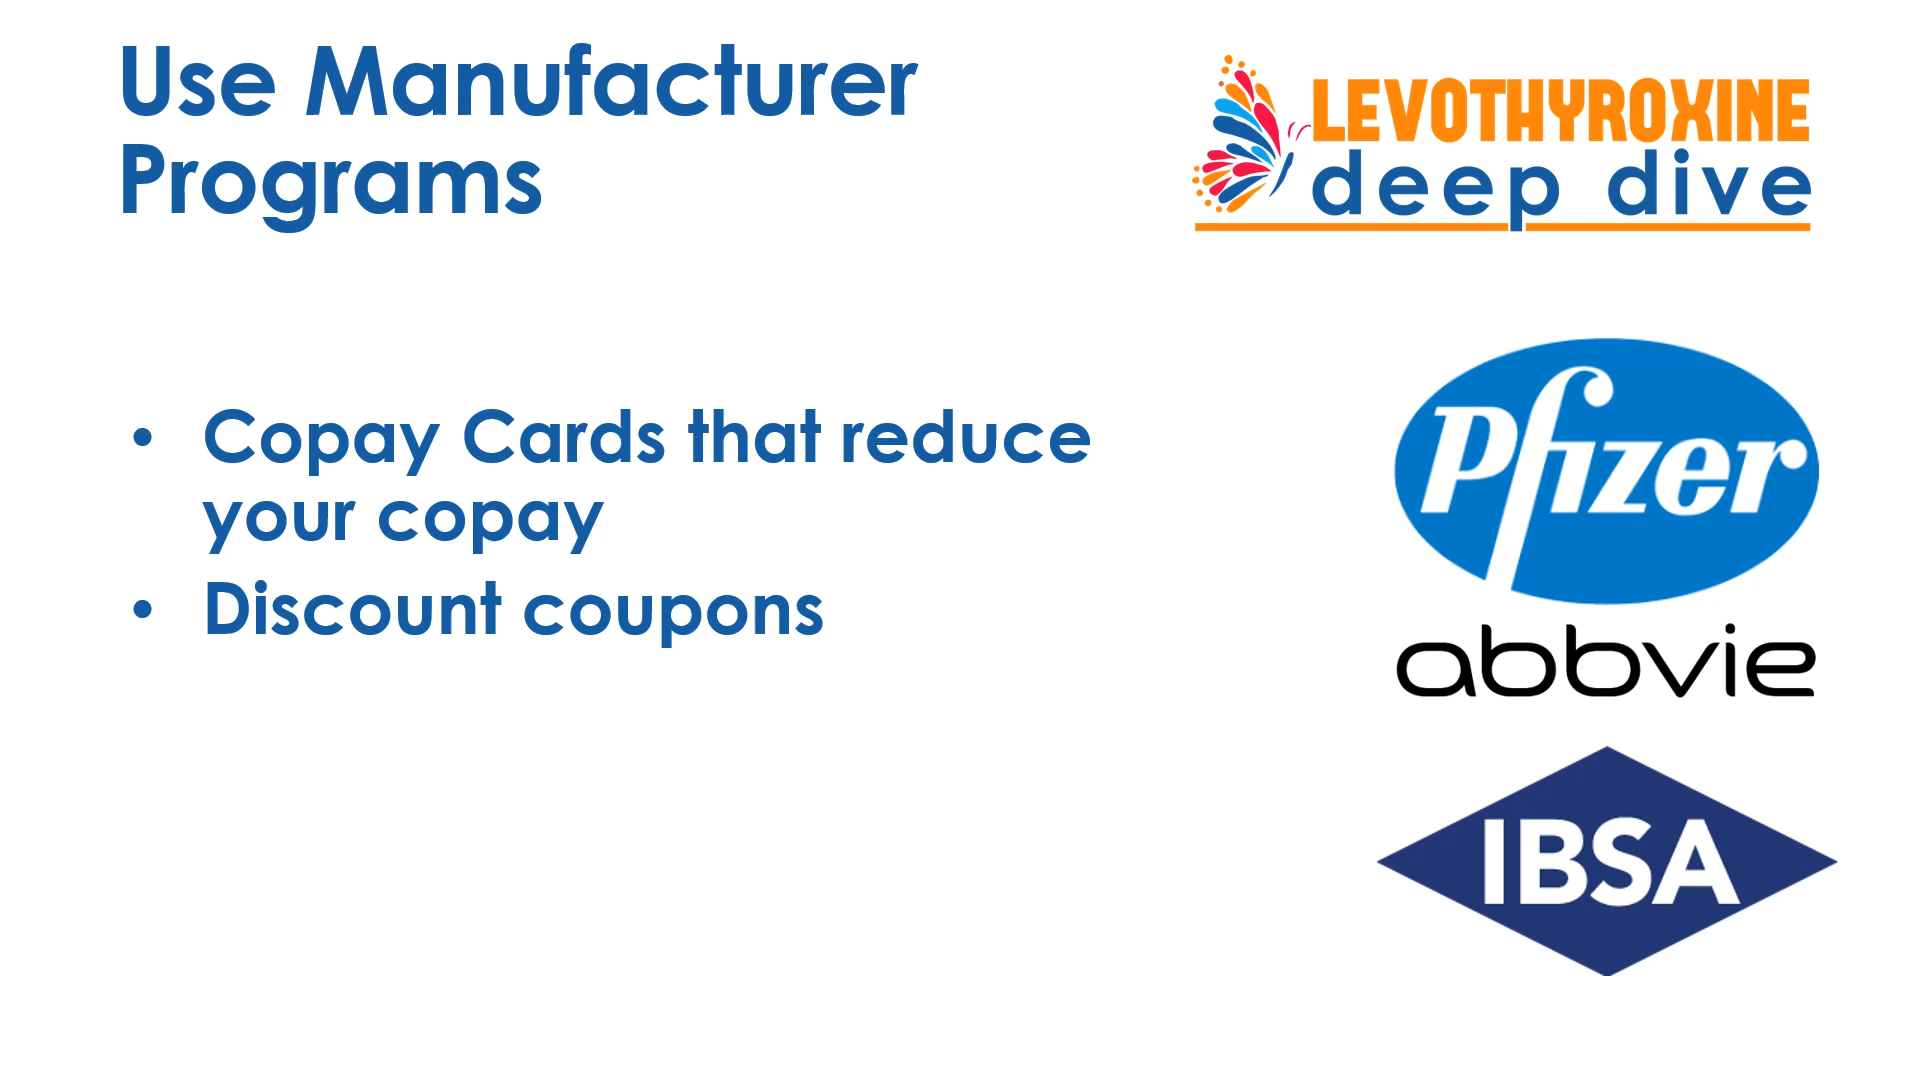 Use Manufacturer
Programs
LEVOTHYROXINE
deep dive
• Copay Cards that reduce
your copay
• Discount coupons
Pfizer
abbvie
IBSA